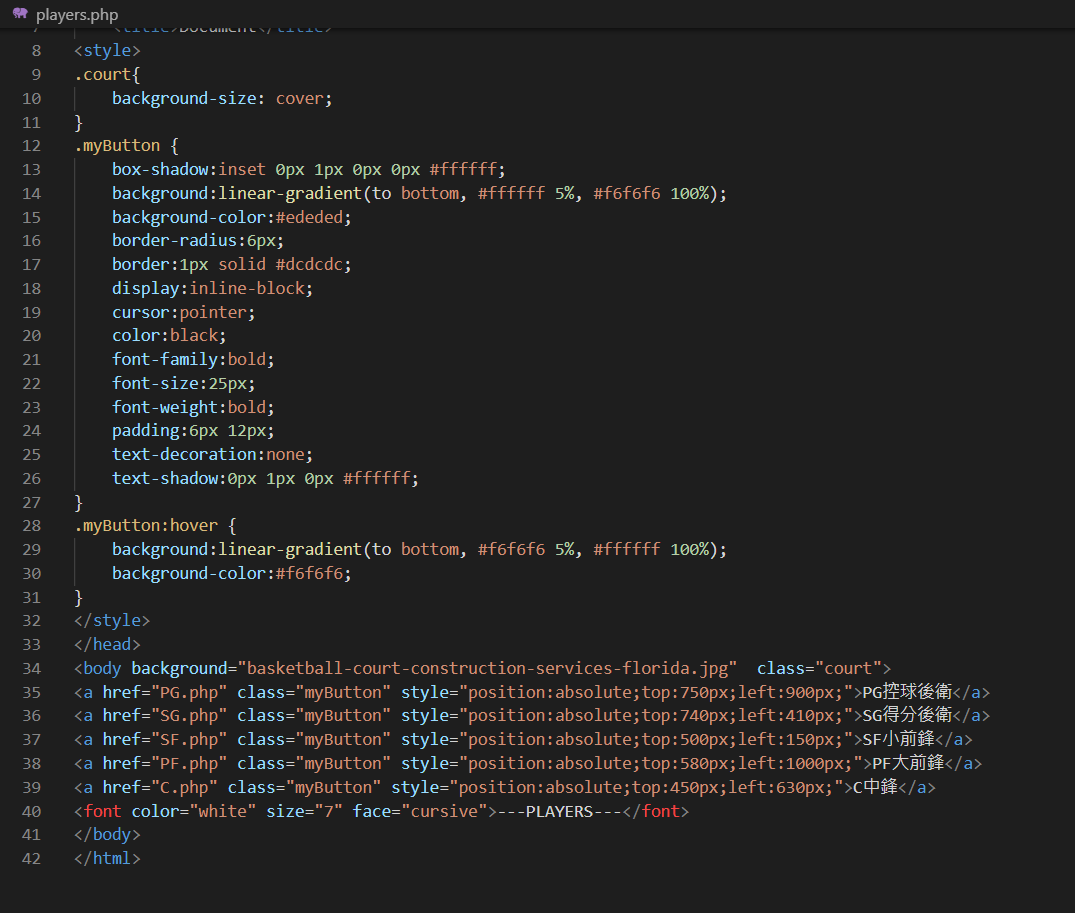 players.php
7 <title>Document</title>
8 <style>
9 .court{
10 background-size: cover;
11 }
12 .myButton {
13 box-shadow:inset 0px 1px 0px 0px #ffffff;
14 background:linear-gradient(to bottom, #ffffff 5%, #f6f6f6 100%);
15 background-color:#ededed;
16 border-radius:6px;
17 border:1px solid #dcdcdc;
18 display:inline-block;
19 cursor:pointer;
20 color:black;
21 font-family:bold;
22 font-size:25px;
23 font-weight:bold;
24 padding:6px 12px;
25 text-decoration:none;
26 text-shadow:0px 1px 0px #ffffff;
27 }
28 .myButton:hover {
29 background:linear-gradient(to bottom, #f6f6f6 5%, #ffffff 100%);
30 background-color:#f6f6f6;
31 }
32 </style>
33 </head>
34 <body background="basketball-court-construction-services-florida.jpg"  class="court">
35 <a href="PG.php" class="myButton" style="position:absolute;top:750px;left:900px;">PG控球後衛</a>
36 <a href="SG.php" class="myButton" style="position:absolute;top:740px;left:410px;">SG得分後衛</a>
37 <a href="SF.php" class="myButton" style="position:absolute;top:500px;left:150px;">SF小前鋒</a>
38 <a href="PF.php" class="myButton" style="position:absolute;top:580px;left:1000px;">PF大前鋒</a>
39 <a href="C.php" class="myButton" style="position:absolute;top:450px;left:630px;">C中鋒</a>
40 <font color="white" size="7" face="cursive">---PLAYERS---</font>
41 </body>
42 </html>